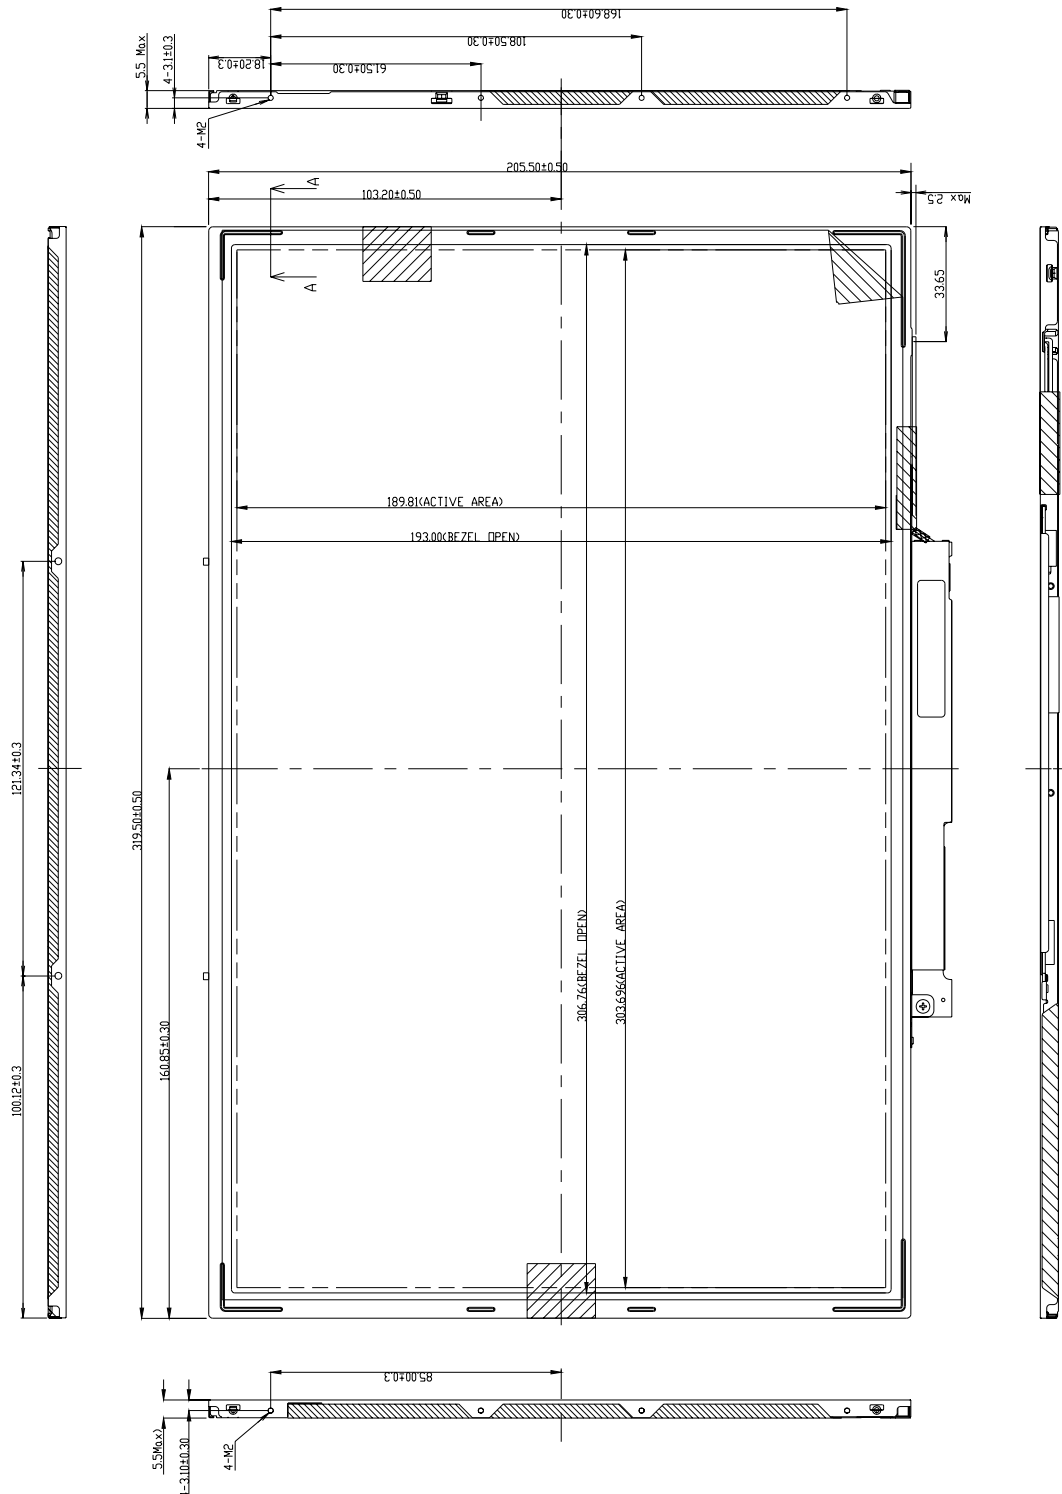 168.60±0.30
108.50±0.30
61.50±0.30
18.20±0.3
5.5 Max
4-3.1±0.3
4-M2
205.50±0.50
103.20±0.50
A
A
Max 2.5
33.65
189.81(ACTIVE AREA)
193.00(BEZEL OPEN)
121.34±0.3
319.50±0.50
306.76(BEZEL OPEN)
303.696(ACTIVE AREA)
160.85±0.30
100.12±0.3
85.00±0.3
5.5Max)
-3.10±0.30
4-M2